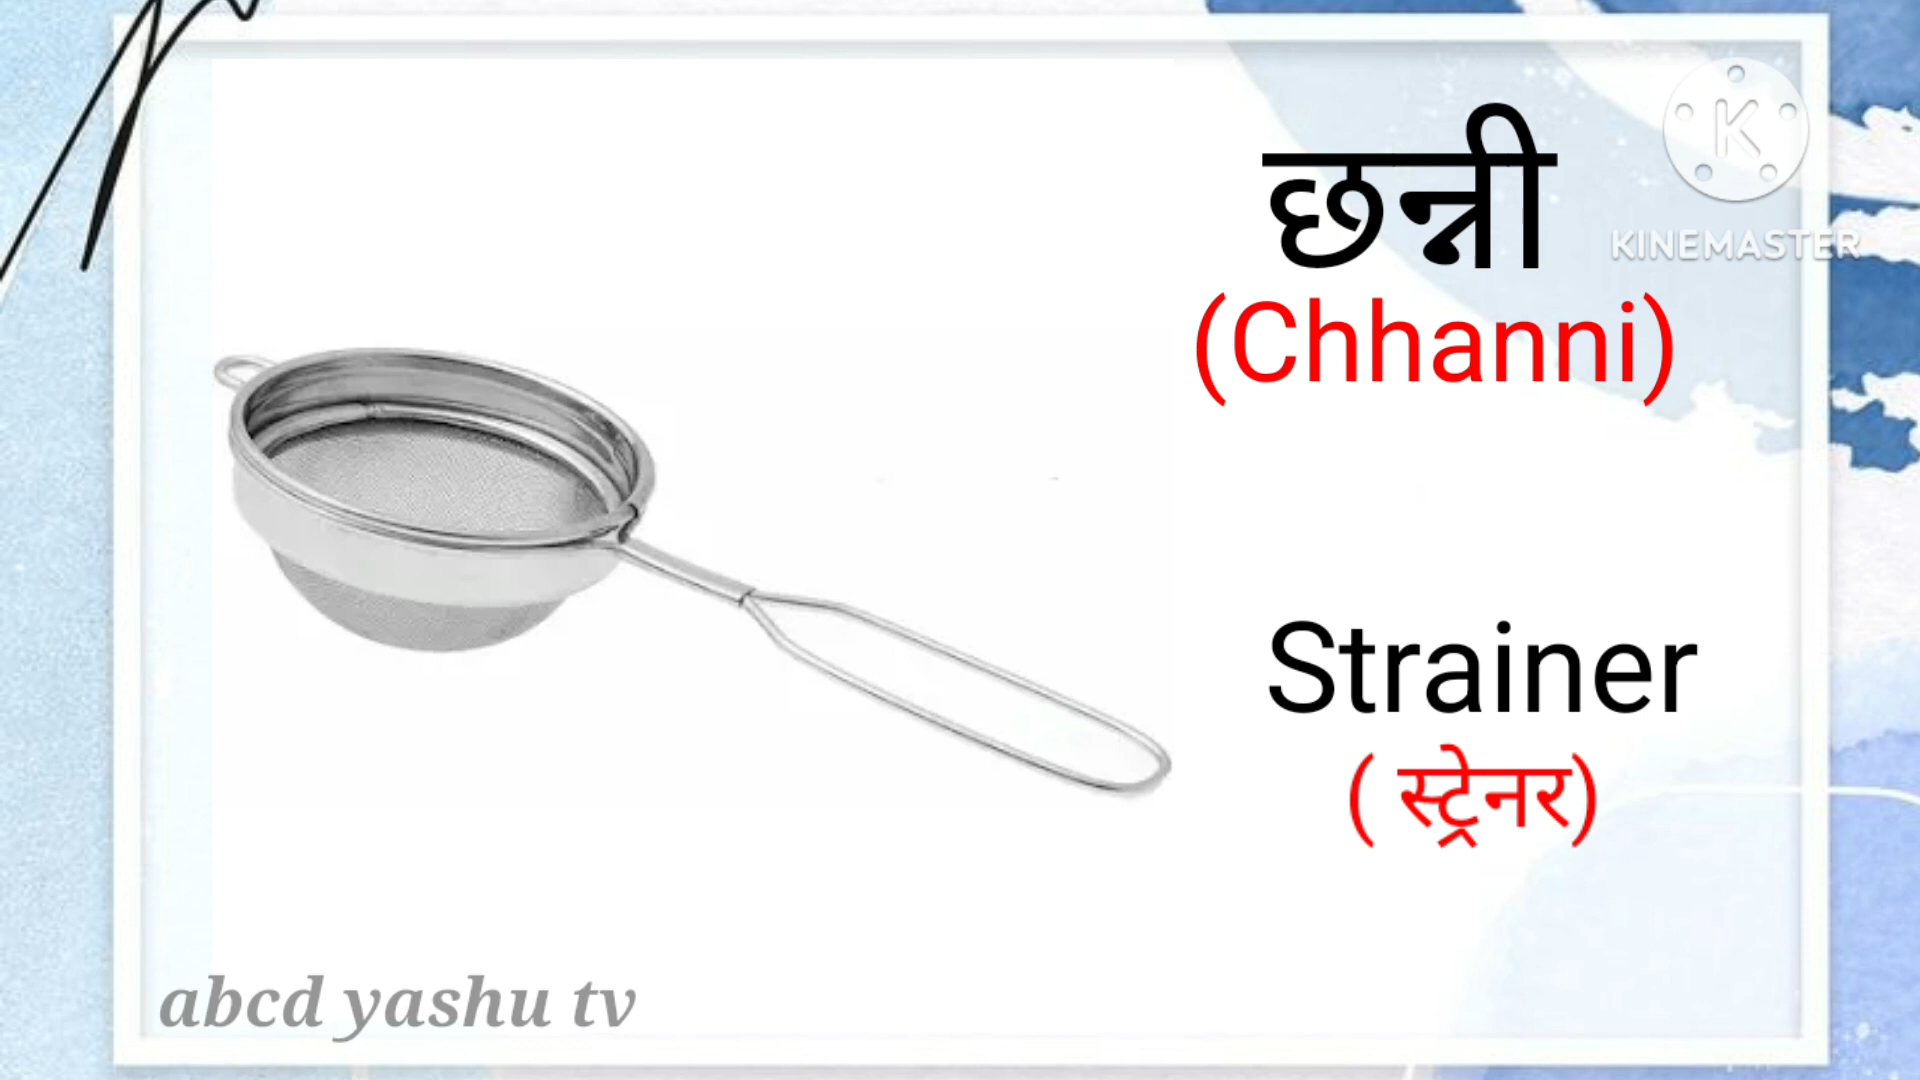 छन्नी
(Chhanni)
K
KINEMASTER
Strainer
( स्ट्रेनर)
abcd yashu tv